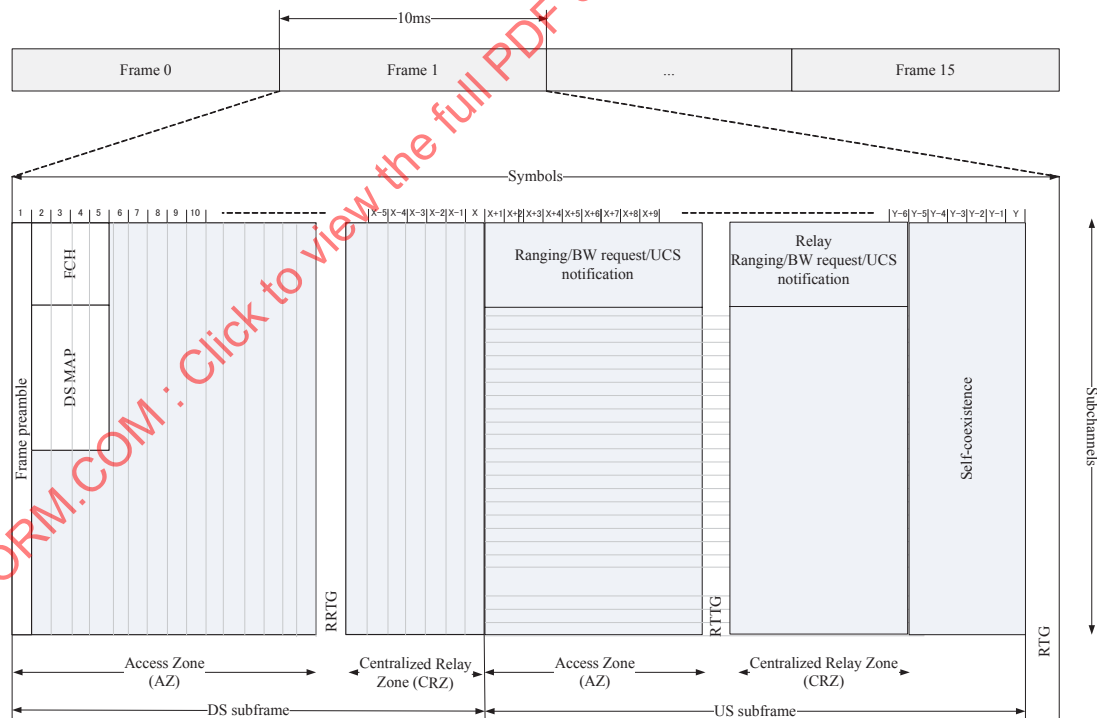 10ms
Frame 0
Frame 1
...
Frame 15
Symbols
1 2 3 4 5 6 7 8 9 10
X−5 X−4 X−3 X−2 X−1 X
X+1 X+2 X+3 X+4 X+5 X+6 X+7 X+8 X+9
Y−6 Y−5 Y−4 Y−3 Y−2 Y−1 Y
Frame preamble
FCH
DS MAP
RRTG
Ranging/BW request/UCS
notification
RTTG
Relay
Ranging/BW request/UCS
notification
Self-coexistence
RTG
Subchannels
Access Zone
(AZ)
Centralized Relay
Zone (CRZ)
Access Zone
(AZ)
Centralized Relay Zone
(CRZ)
DS subframe
US subframe
ORM.COM : Click to view the full PDF